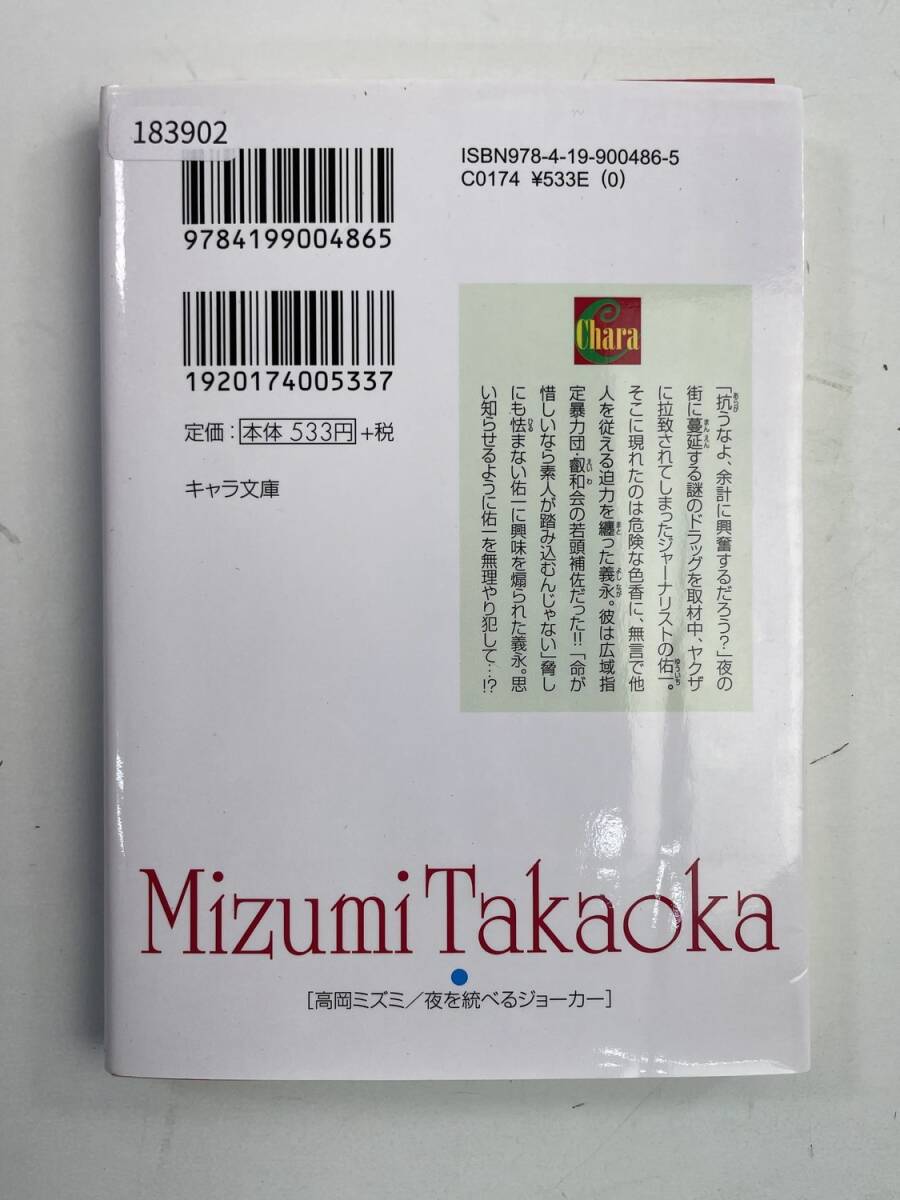 183902
ISBN978-4-19-900486-5
C0174 ¥533E (0)
9784199004865
1920174005337
定価：本体 533円+税
キャラ文庫
C
Chara
「抗うなよ、余計に興奮するだろう？」夜の
街に蔓延する謎のドラッグを取材中、ヤクザ
に拉致されてしまったジャーナリストの佑一。
そこに現れたのは危険な色香に、無言で他
人を従える迫力を纏った義永。彼は広域指
定暴力団・叡和会の若頭補佐だった!!「命が
惜しいなら素人が踏み込むんじゃない」脅し
にも怯まない佑一に興味を煽られた義永。思
い知らせるように佑一を無理やり犯して…!?
Mizumi Takaoka
［高岡ミズミ／夜を統べるジョーカー］